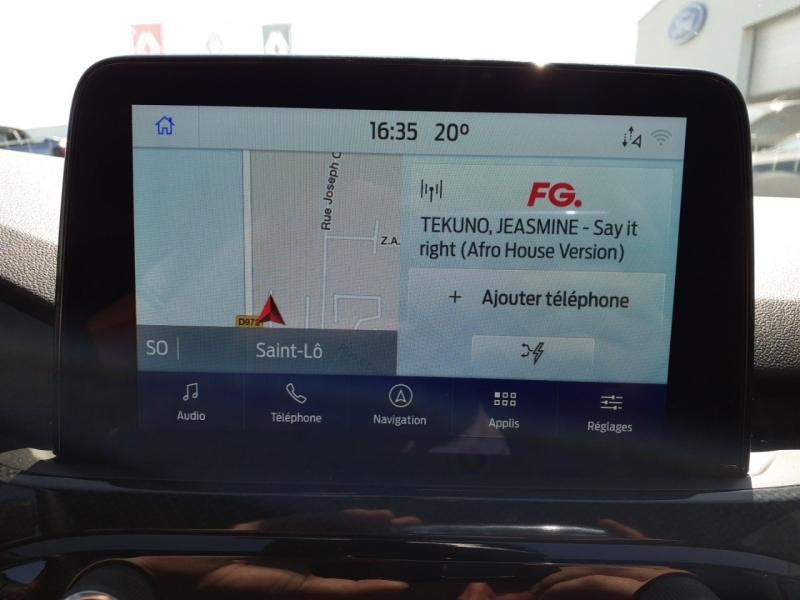 16:35 20°
Rue Joseph C
Z.A.
D972
SO
Saint-Lô
FG.
TEKUNO, JEASMINE - Say it
right (Afro House Version)
+ Ajouter téléphone
Audio
Téléphone
Navigation
Applis
Réglages